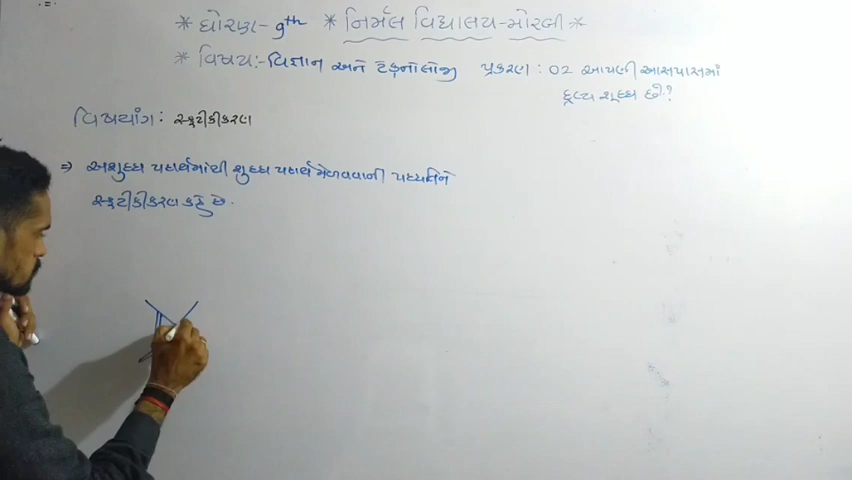 * ધોરણ- 9th * નિર્મલ વિદ્યાલય-મોરબી *
* વિષય:- વિજ્ઞાન અને ટેક્નોલોજી પ્રકરણ : 02 આપણી આસપાસમાં
દ્રવ્ય શુદ્ધ છે?
વિષયાંગ: સ્ફટીકીકરણ
⇒ અશુધ્ધ પદાર્થમાંથી શુધ્ધ પદાર્થ મેળવવાની પધ્ધતિને
સ્ફટીકીકરણ કહે છે.